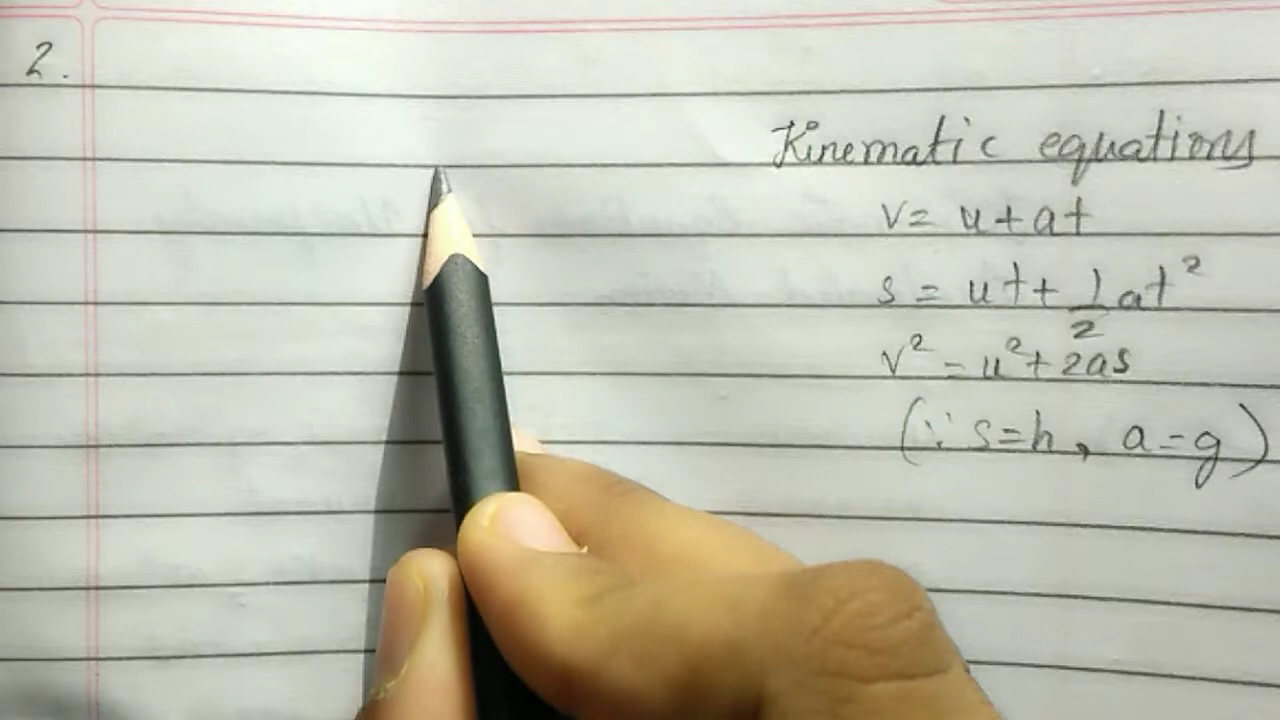 2.
Kinematic equations
v = u + at
s = ut + 1/2 at²
v² = u² + 2as
(∵ s = h, a = g)